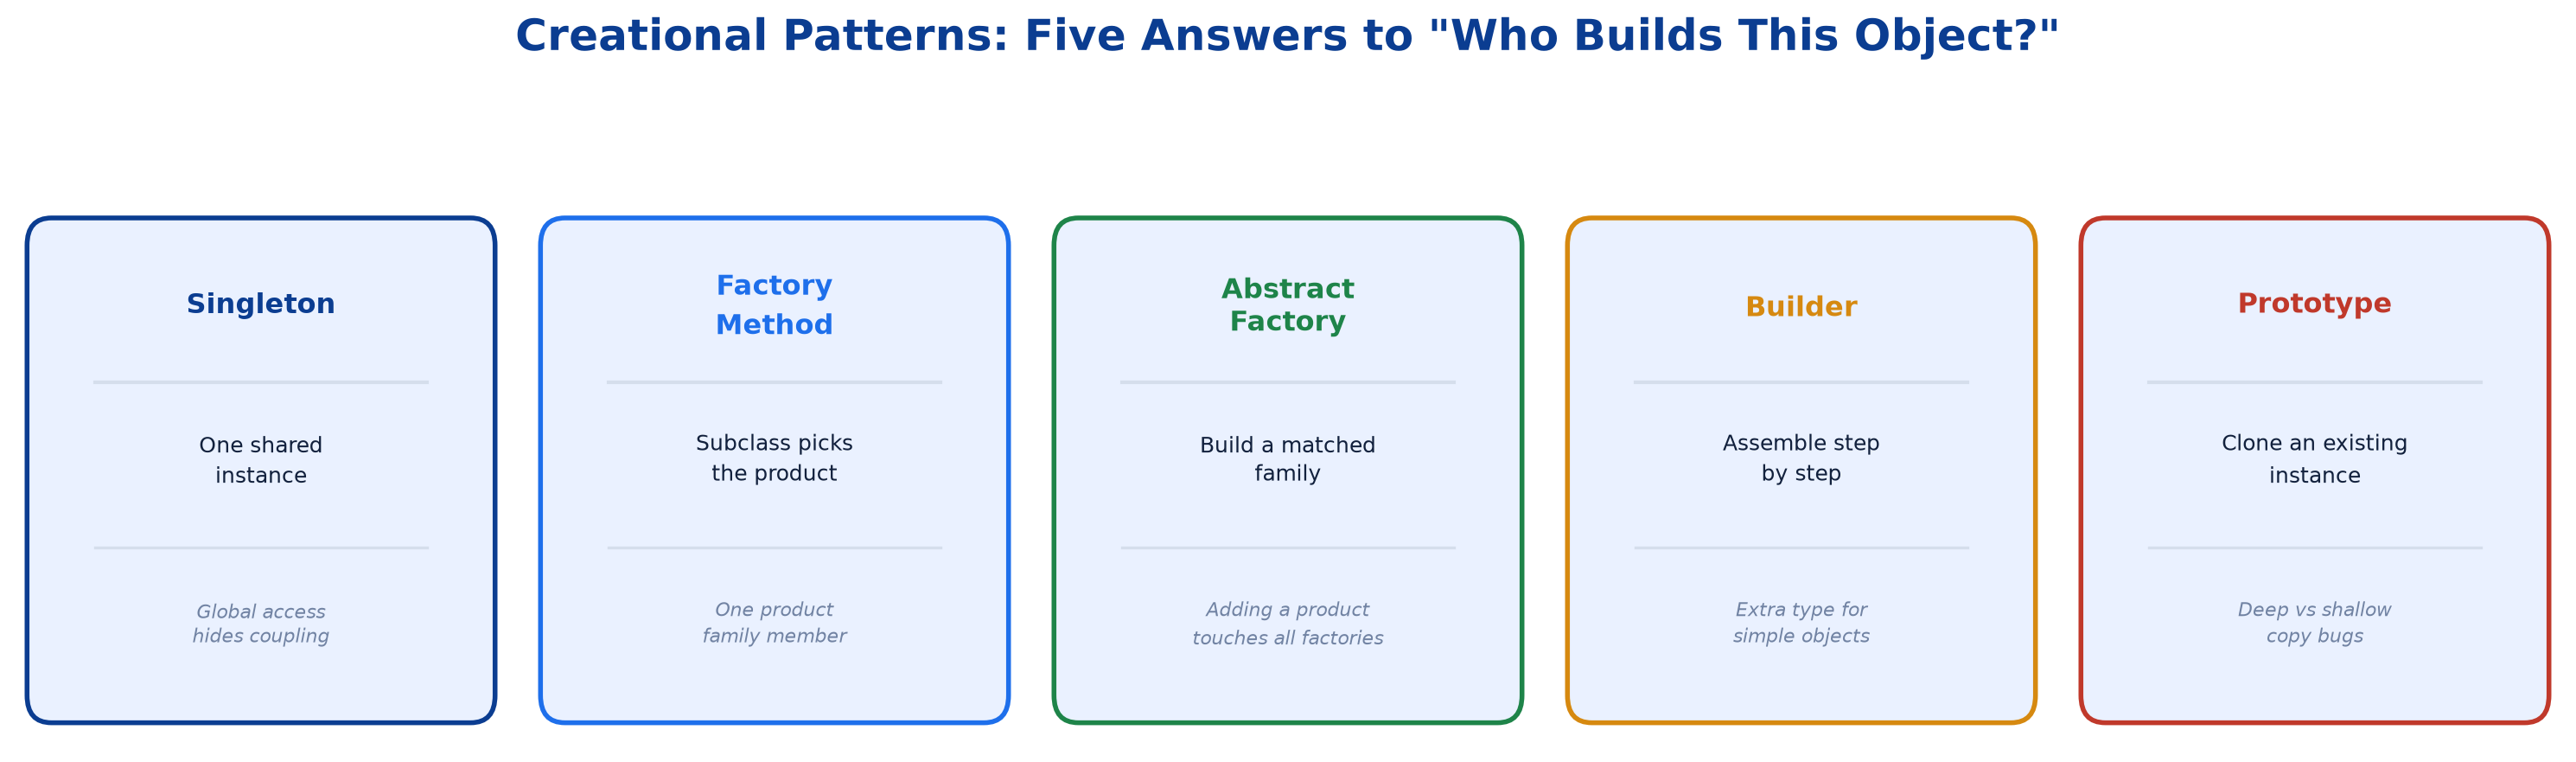 Creational Patterns: Five Answers to "Who Builds This Object?"
Singleton
One shared
instance
Global access
hides coupling
Factory
Method
Subclass picks
the product
One product
family member
Abstract
Factory
Build a matched
family
Adding a product
touches all factories
Builder
Assemble step
by step
Extra type for
simple objects
Prototype
Clone an existing
instance
Deep vs shallow
copy bugs